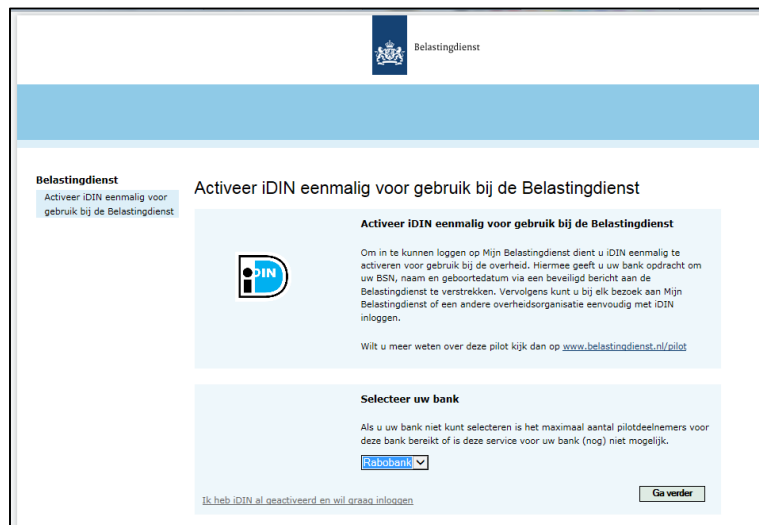 Belastingdienst
Belastingdienst
Activeer iDIN eenmalig voor
gebruik bij de Belastingdienst
Activeer iDIN eenmalig voor gebruik bij de Belastingdienst
Activeer iDIN eenmalig voor gebruik bij de Belastingdienst
iDIN
Om in te kunnen loggen op Mijn Belastingdienst dient u iDIN eenmalig te
activeren voor gebruik bij de overheid. Hiermee geeft u uw bank opdracht om
uw BSN, naam en geboortedatum via een beveiligd bericht aan de
Belastingdienst te verstrekken. Vervolgens kunt u bij elk bezoek aan Mijn
Belastingdienst of een andere overheidsorganisatie eenvoudig met iDIN
inloggen.
Wilt u meer weten over deze pilot kijk dan op www.belastingdienst.nl/pilot
Selecteer uw bank
Als u uw bank niet kunt selecteren is het maximaal aantal pilotdeelnemers voor
deze bank bereikt of is deze service voor uw bank (nog) niet mogelijk.
Rabobank
Ik heb iDIN al geactiveerd en wil graag inloggen
Ga verder